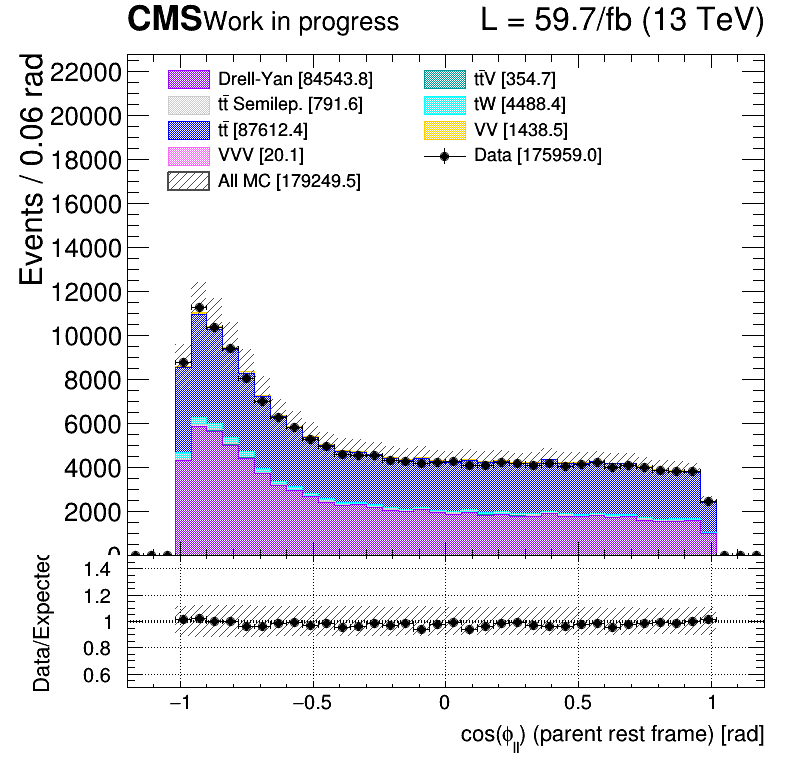 CMS Work in progress L = 59.7/fb (13 TeV)
Events / 0.06 rad
22000
20000
18000
16000
14000
12000
10000
8000
6000
4000
2000
0
Drell-Yan [84543.8]
tt̄ Semilep. [791.6]
tt̄ [87612.4]
VVV [20.1]
All MC [179249.5]
tt̄V [354.7]
tW [4488.4]
VV [1438.5]
Data [175959.0]
Data/Expected
1.4
1.2
1
0.8
0.6
−1 −0.5 0 0.5 1
cos(ϕ_ll) (parent rest frame) [rad]